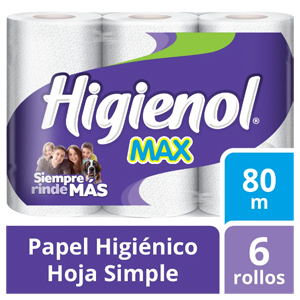 Higienol®
MAX
Siempre
rinde MÁS
80
m
Papel Higiénico
Hoja Simple
6
rollos